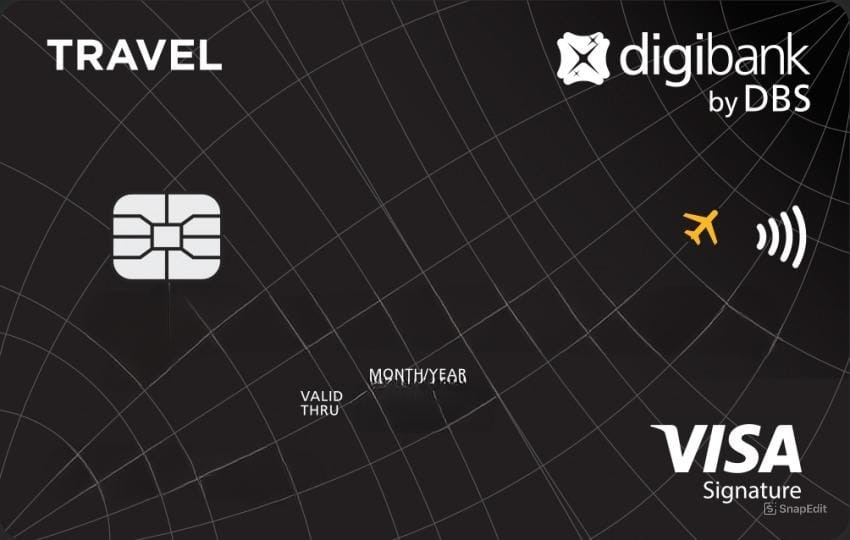 TRAVEL
digibank
by DBS
MONTH/YEAR
VALID
THRU
VISA
Signature
SnapEdit